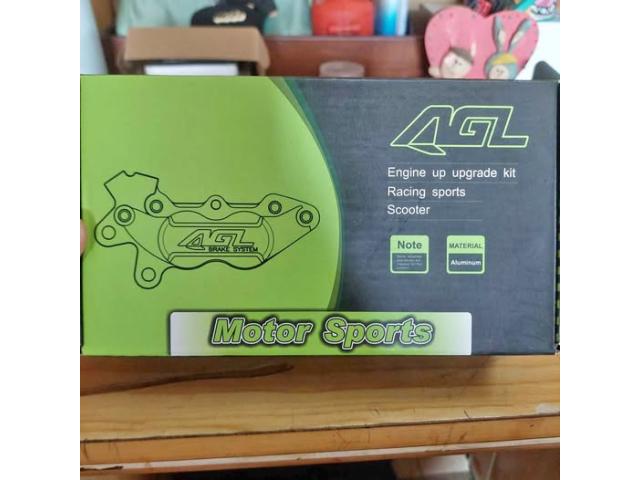 AGL
Engine up upgrade kit
Racing sports
Scooter
Note
MATERIAL
Aluminum
AGL
BRAKE SYSTEM
Motor Sports